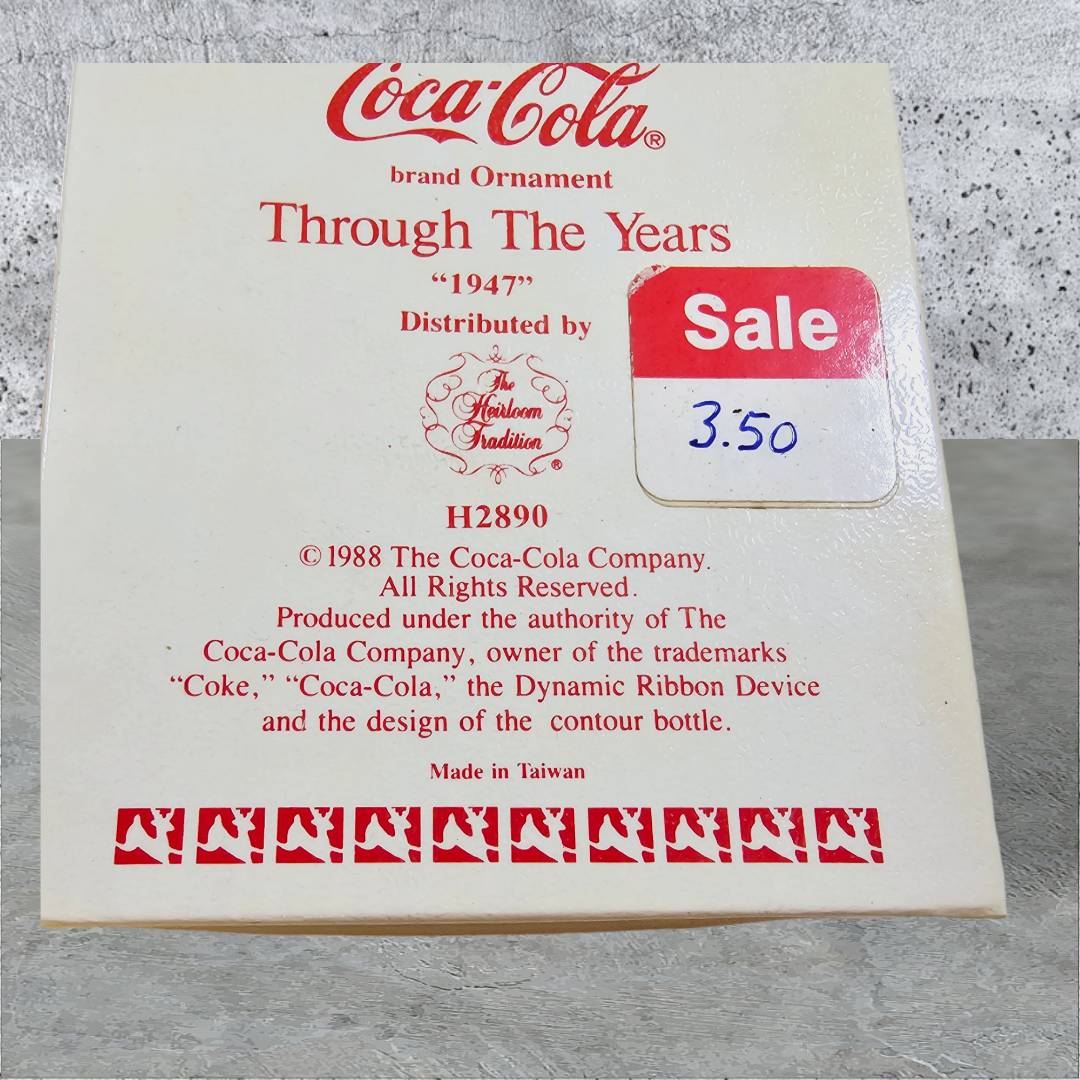 Coca-Cola®
brand Ornament
Through The Years
“1947”
Distributed by
The
Heirloom
Tradition®
Sale
3.50
H2890
© 1988 The Coca-Cola Company.
All Rights Reserved.
Produced under the authority of The
Coca-Cola Company, owner of the trademarks
“Coke,” “Coca-Cola,” the Dynamic Ribbon Device
and the design of the contour bottle.
Made in Taiwan